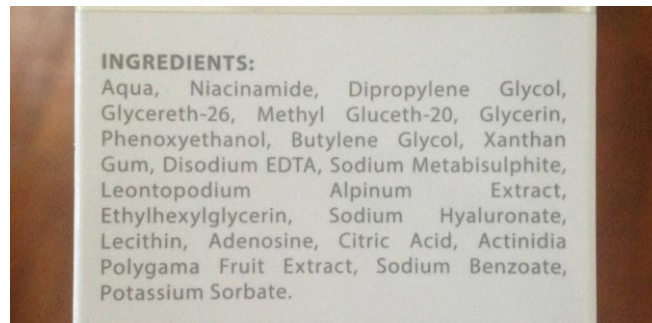 INGREDIENTS:
Aqua, Niacinamide, Dipropylene Glycol,
Glycereth-26, Methyl Gluceth-20, Glycerin,
Phenoxyethanol, Butylene Glycol, Xanthan
Gum, Disodium EDTA, Sodium Metabisulphite,
Leontopodium Alpinum Extract,
Ethylhexylglycerin, Sodium Hyaluronate,
Lecithin, Adenosine, Citric Acid, Actinidia
Polygama Fruit Extract, Sodium Benzoate,
Potassium Sorbate.